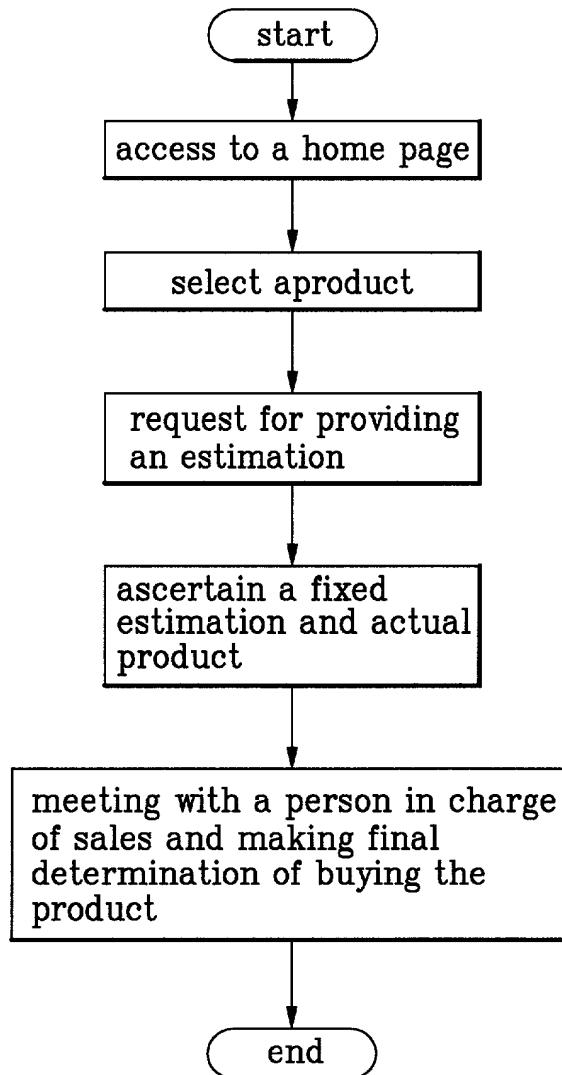 start
access to a home page
select aproduct
request for providing
an estimation
ascertain a fixed
estimation and actual
product
meeting with a person in charge
of sales and making final
determination of buying the
product
end